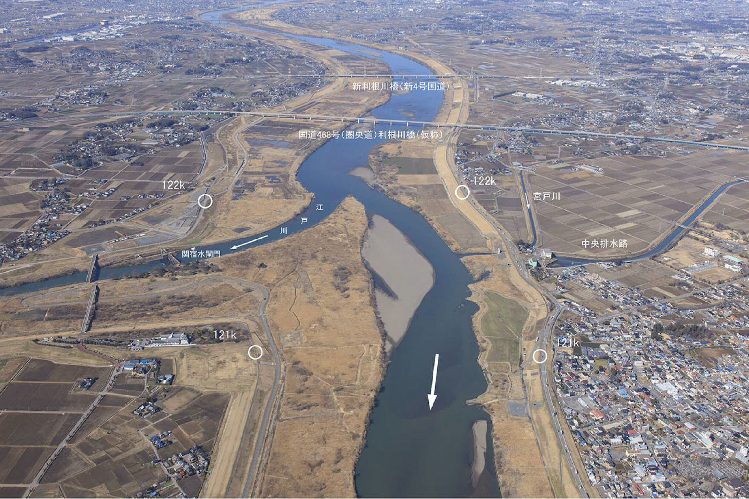 新利根川橋(新4号国道)
国道468号(圏央道)利根川橋(仮称)
122k
122k
宮戸川
江戸川
関宿水閘門
中央排水路
121k
121k